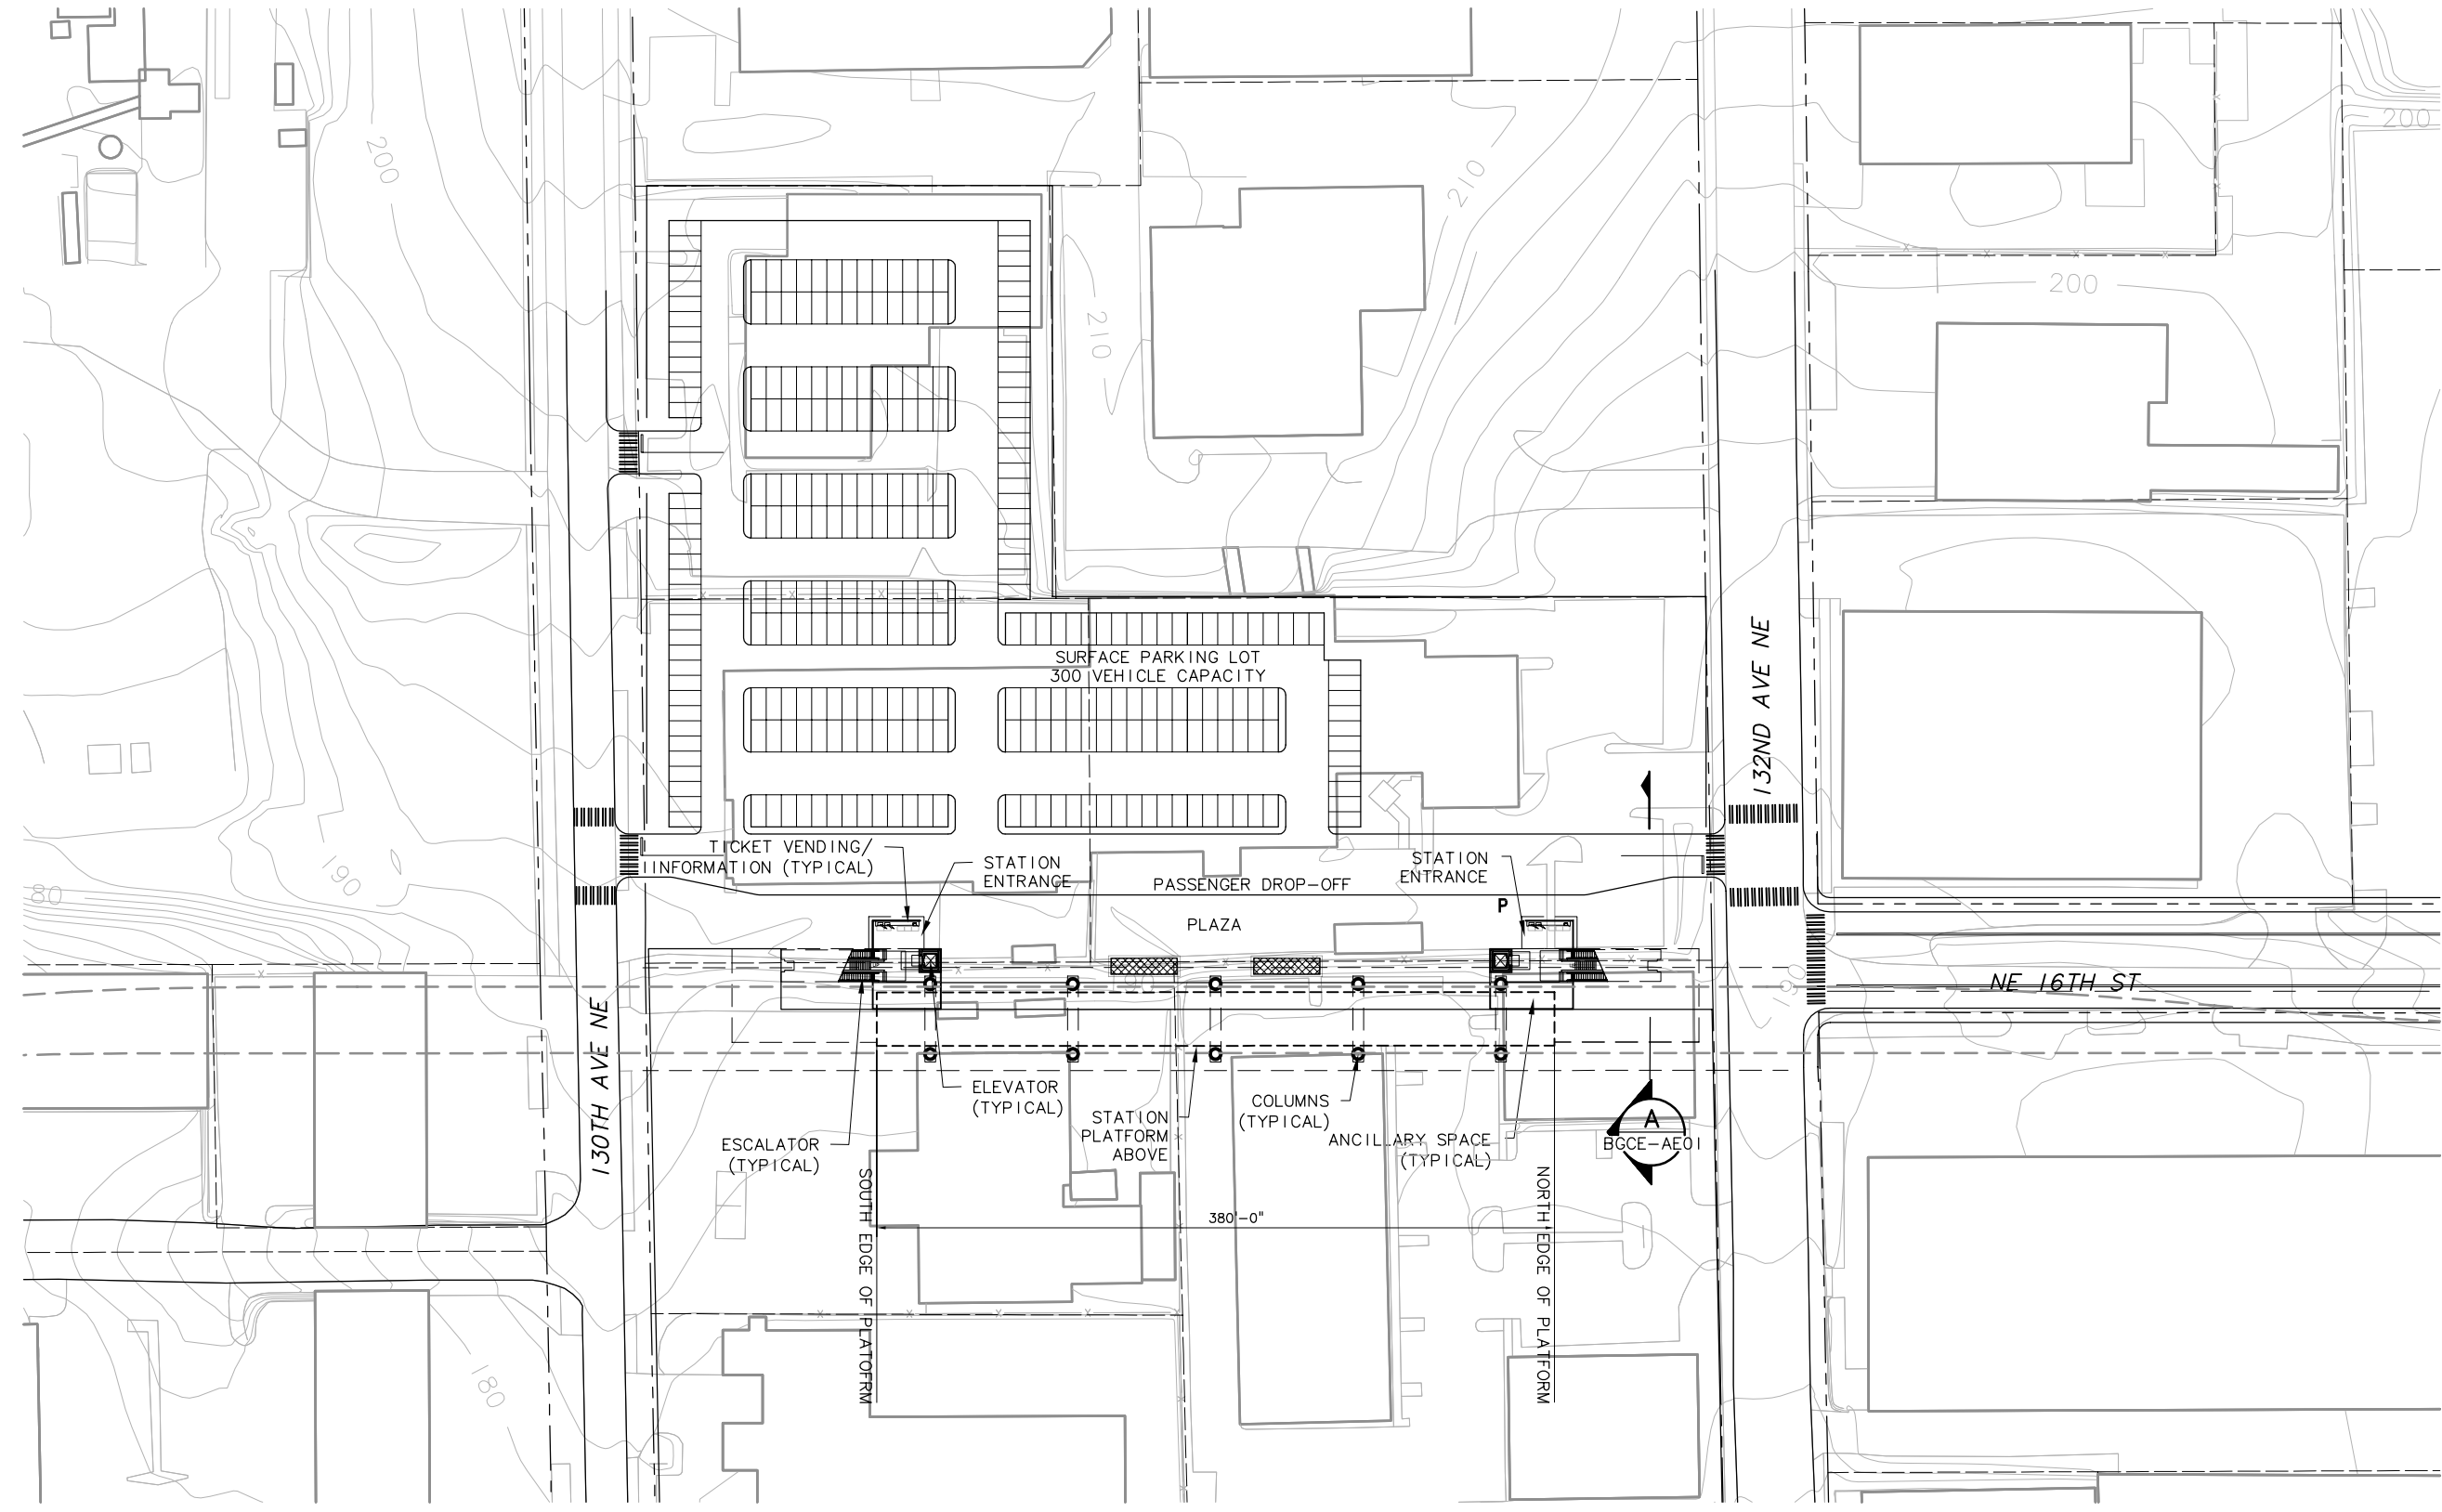 200
200
210
210
200
SURFACE PARKING LOT
300 VEHICLE CAPACITY
132ND AVE NE
TICKET VENDING/
IINFORMATION (TYPICAL)
STATION
ENTRANCE
STATION
ENTRANCE
PASSENGER DROP-OFF
P
PLAZA
190
80
190
NE 16TH ST
130TH AVE NE
ELEVATOR
(TYPICAL)
STATION
PLATFORM
ABOVE
COLUMNS
(TYPICAL)
ESCALATOR
(TYPICAL)
ANCILLARY SPACE
(TYPICAL)
A
BGCE-AE01
SOUTH EDGE OF PLATOFRM
380'-0"
NORTH EDGE OF PLATFORM
180